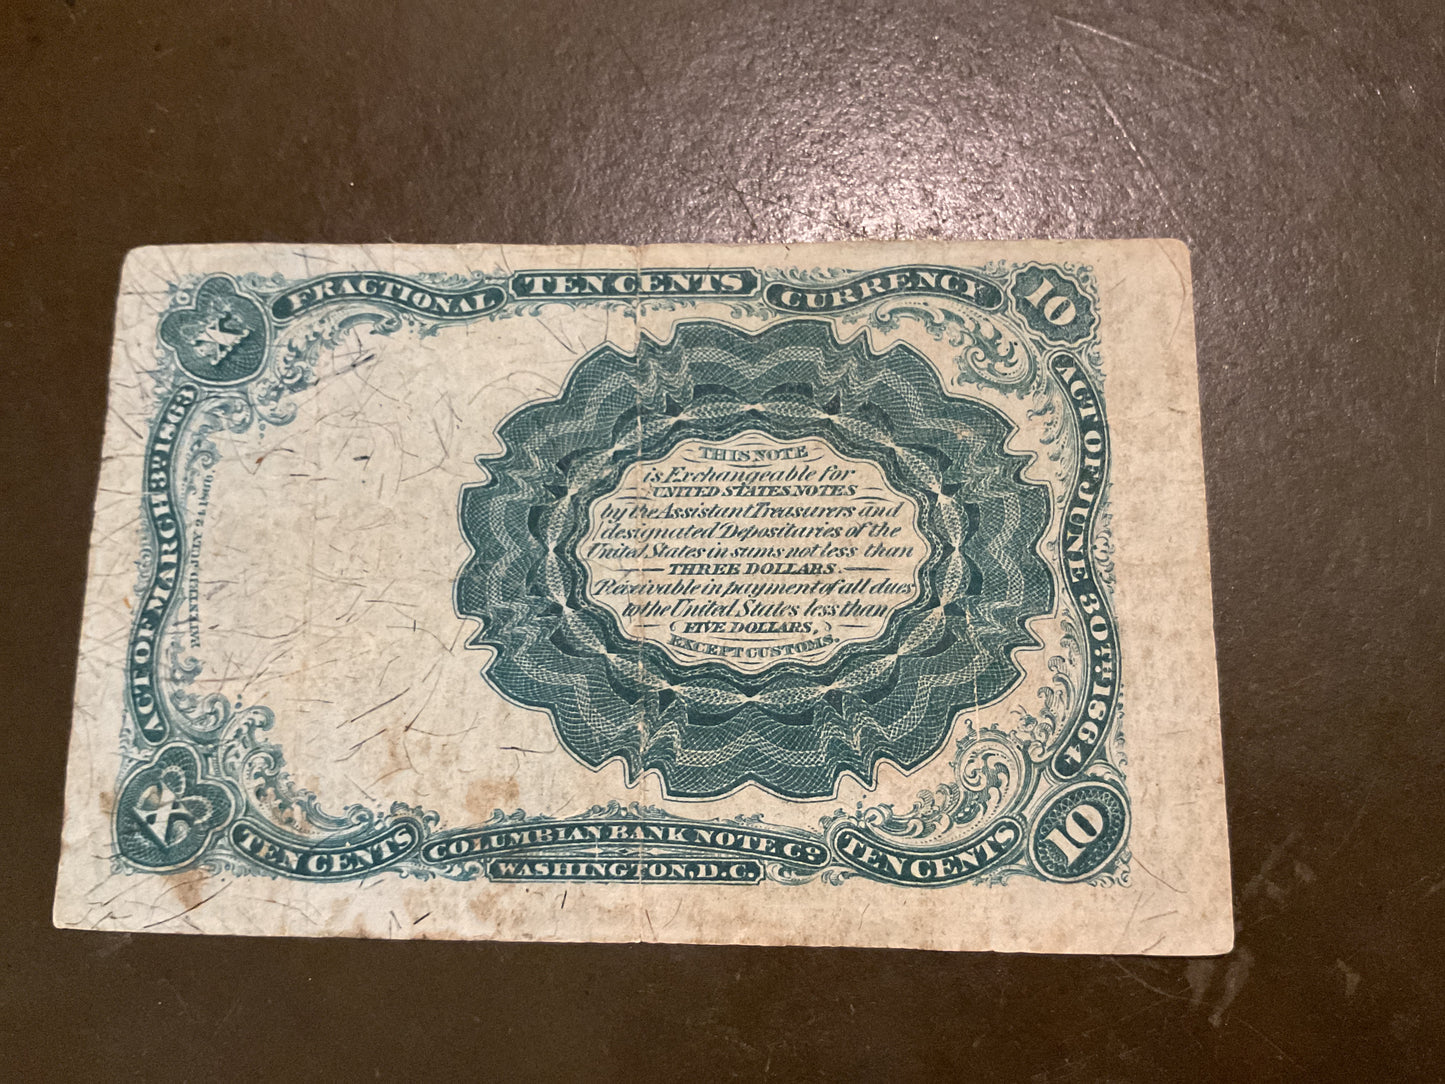 FRACTIONAL TEN CENTS CURRENCY
X
10
ACT OF MARCH 3RD 1863
PATENTED JULY 24 1866
ACT OF JUNE 30TH 1864
THIS NOTE
is Exchangeable for
UNITED STATES NOTES
by the Assistant Treasurers and
designated Depositaries of the
United States in sums not less than
THREE DOLLARS.
Receivable in payment of all dues
to the United States less than
FIVE DOLLARS,
EXCEPT CUSTOMS.
X
TEN CENTS
COLUMBIAN BANK NOTE Co
WASHINGTON, D.C.
TEN CENTS
10